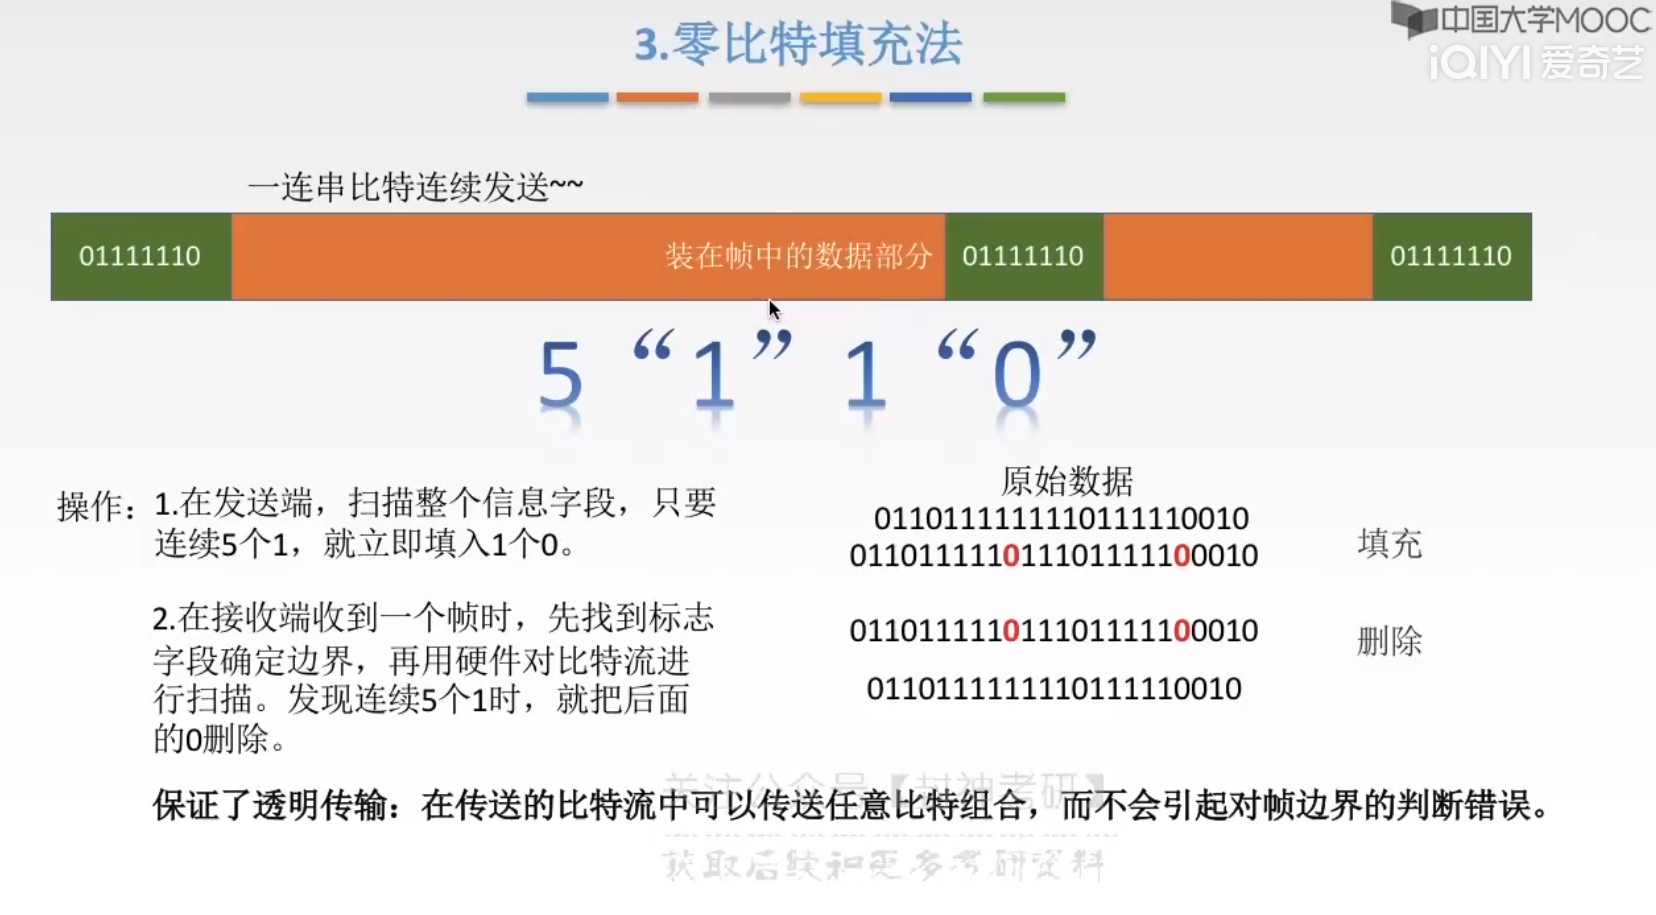 中国大学MOOC
iQIYI 爱奇艺
3.零比特填充法
一连串比特连续发送~~
01111110
装在帧中的数据部分
01111110
01111110
5 “1” 1 “0”
操作：
1.在发送端，扫描整个信息字段，只要
连续5个1，就立即填入1个0。
2.在接收端收到一个帧时，先找到标志
字段确定边界，再用硬件对比特流进
行扫描。发现连续5个1时，就把后面
的0删除。
原始数据
0110111111110111110010
011011111011101111100010
填充
011011111011101111100010
删除
0110111111110111110010
关注公众号【封神考研】
保证了透明传输：在传送的比特流中可以传送任意比特组合，而不会引起对帧边界的判断错误。
获取后续和更多考研资料